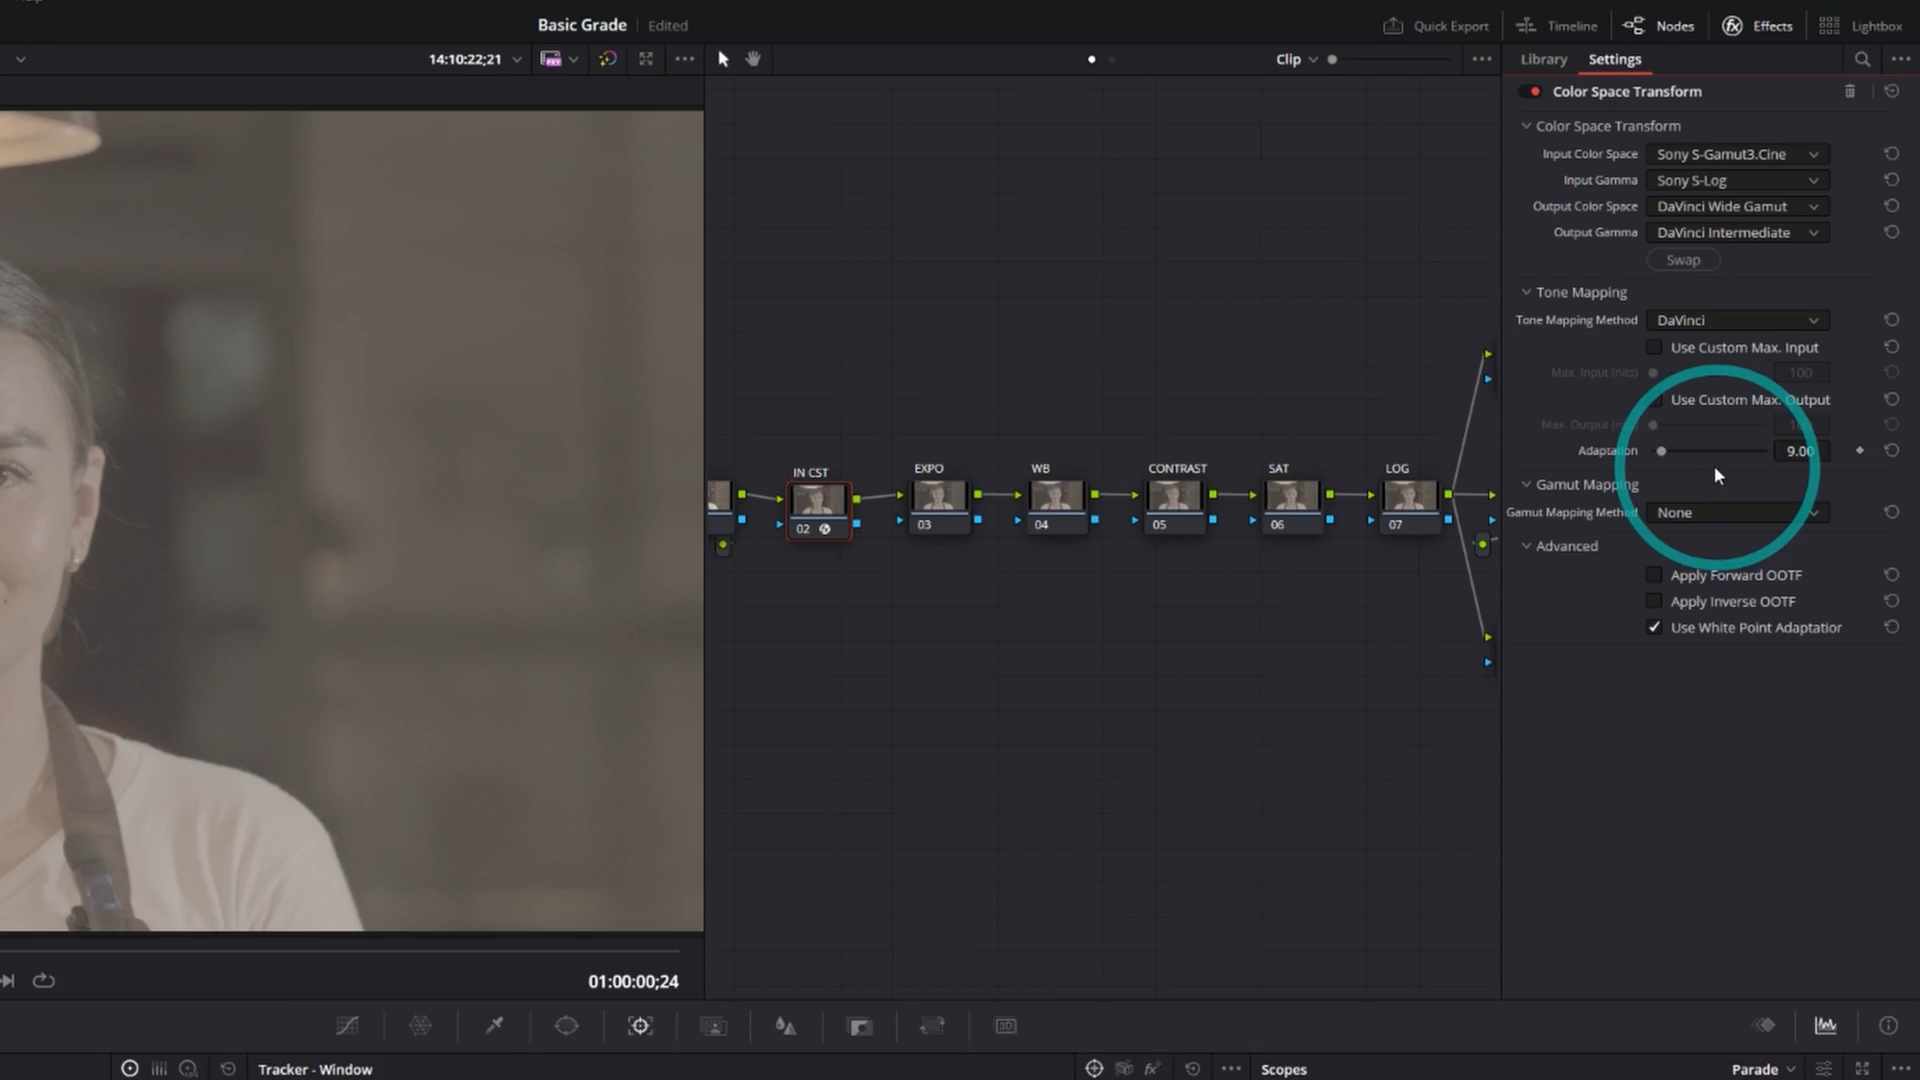 Basic Grade Edited
Quick Export Timeline Nodes Effects Lightbox
14:10:22;21
Clip
Library Settings
Color Space Transform
Color Space Transform
Input Color Space Sony S-Gamut3.Cine
Input Gamma Sony S-Log
Output Color Space DaVinci Wide Gamut
Output Gamma DaVinci Intermediate
Swap
Tone Mapping
Tone Mapping Method DaVinci
Use Custom Max. Input
Max. Input (nits) 100
Use Custom Max. Output
Adaptation 9.00
Gamut Mapping
Gamut Mapping Method None
Advanced
Apply Forward OOTF
Apply Inverse OOTF
Use White Point Adaptation
IN CST
EXPO
WB
CONTRAST
SAT
LOG
02
03
04
05
06
07
01:00:00;24
3D
Tracker - Window
Scopes
Parade